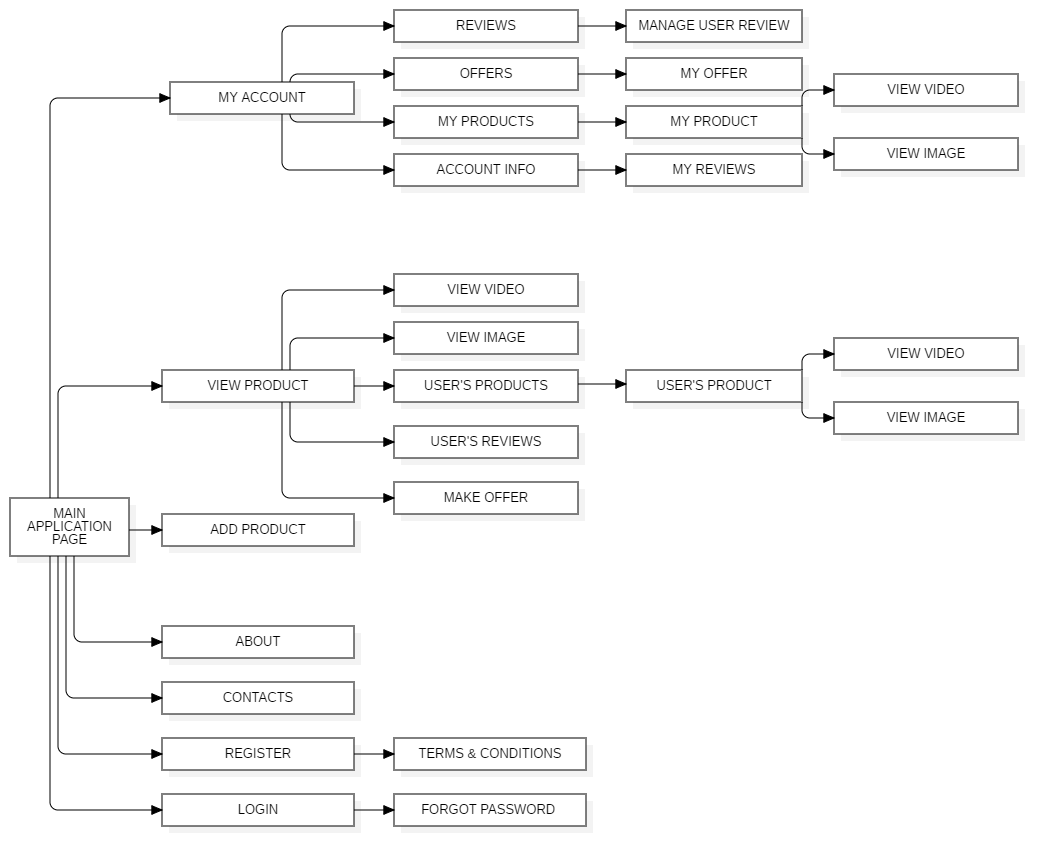 REVIEWS
MANAGE USER REVIEW
OFFERS
MY OFFER
MY ACCOUNT
VIEW VIDEO
MY PRODUCTS
MY PRODUCT
VIEW IMAGE
ACCOUNT INFO
MY REVIEWS
VIEW VIDEO
VIEW IMAGE
VIEW VIDEO
VIEW PRODUCT
USER'S PRODUCTS
USER'S PRODUCT
VIEW IMAGE
USER'S REVIEWS
MAKE OFFER
MAIN
APPLICATION
PAGE
ADD PRODUCT
ABOUT
CONTACTS
REGISTER
TERMS & CONDITIONS
LOGIN
FORGOT PASSWORD